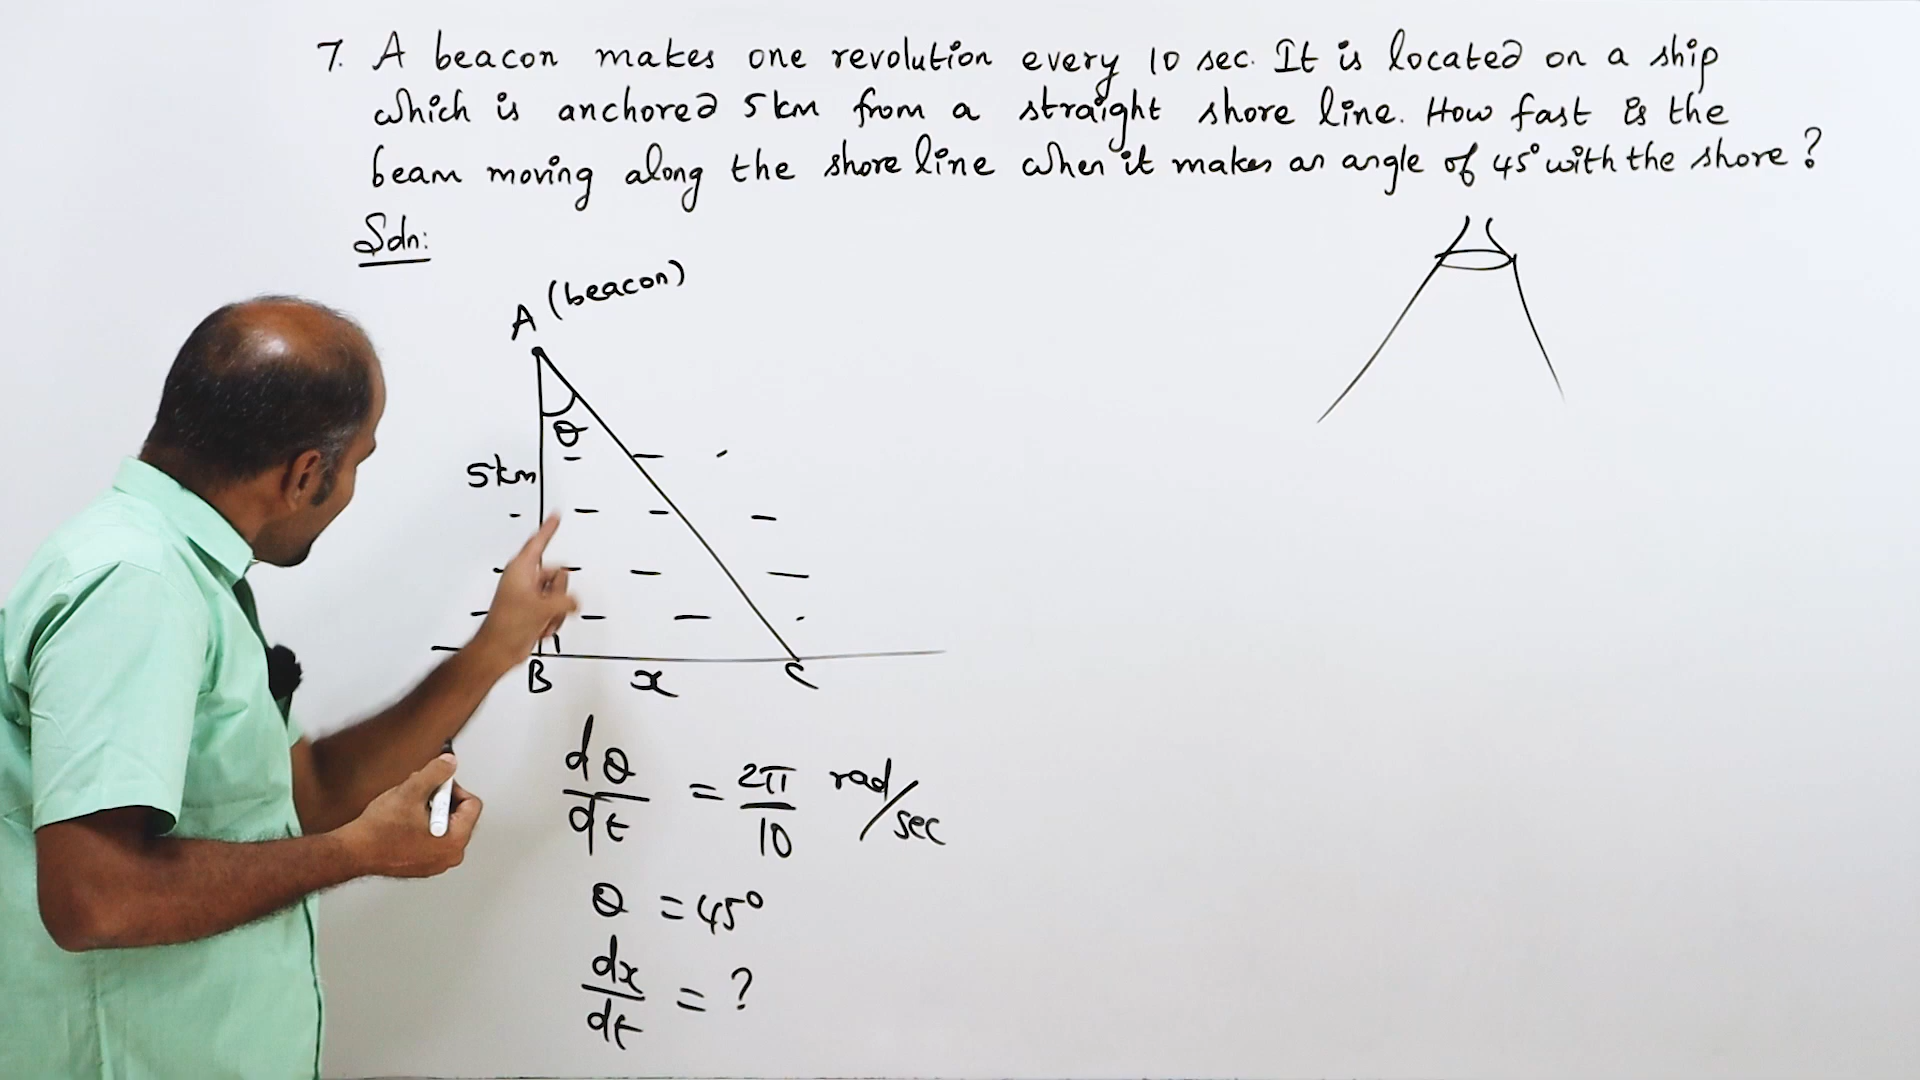 7. A beacon makes one revolution every 10 sec. It is located on a ship
which is anchored 5km from a straight shore line. How fast is the
beam moving along the shore line when it makes an angle of 45° with the shore?
Soln:
A (beacon)
θ
5km
B x C
dθ/dt = 2π/10 rad/sec
θ = 45°
dx/dt = ?